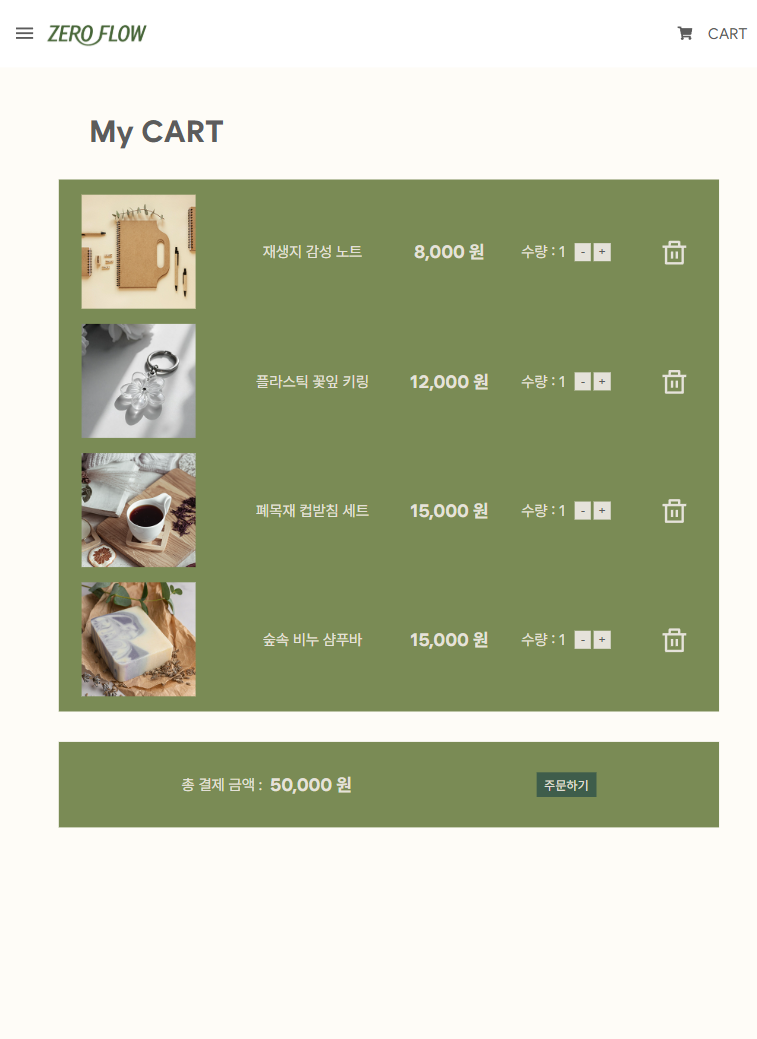 ZERO FLOW
CART
My CART
재생지 감성 노트 8,000 원 수량 : 1 - +
플라스틱 꽃잎 키링 12,000 원 수량 : 1 - +
폐목재 컵받침 세트 15,000 원 수량 : 1 - +
숲속 비누 샴푸바 15,000 원 수량 : 1 - +
총 결제 금액 : 50,000 원 주문하기